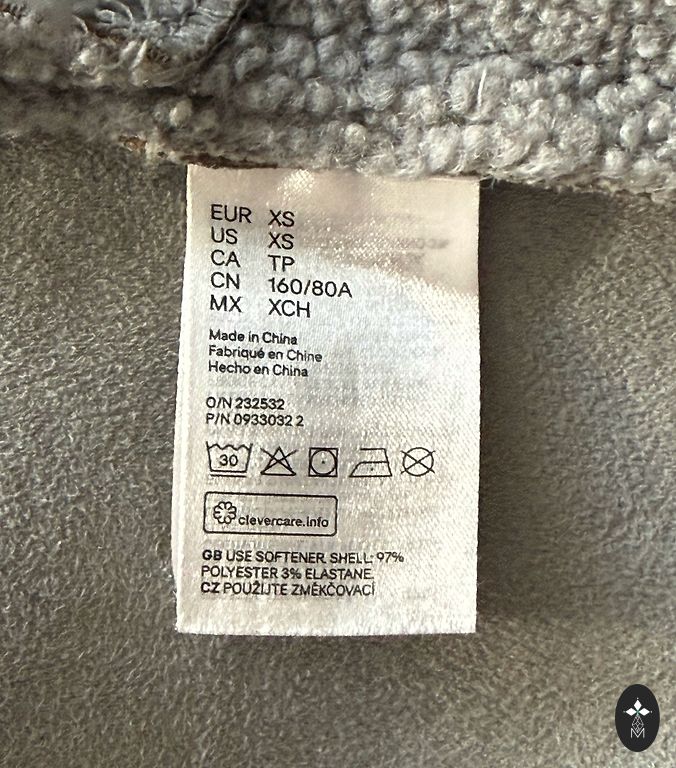 EUR XS
US XS
CA TP
CN 160/80A
MX XCH
Made in China
Fabriqué en Chine
Hecho en China
O/N 232532
P/N 0933032 2
30
clevercare.info
GB USE SOFTENER SHELL: 97%
POLYESTER 3% ELASTANE.
CZ POUŽIJTE ZMĚKČOVACÍ
M